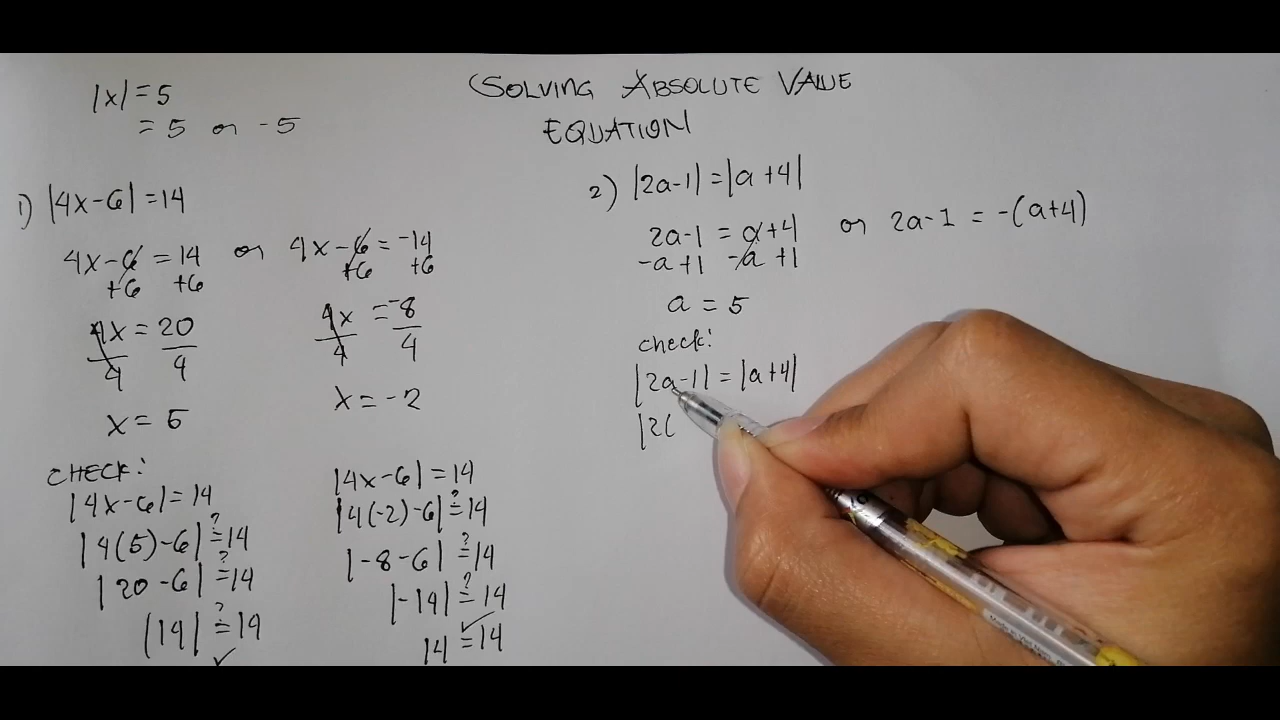 |x| = 5
= 5 or -5
SOLVING ABSOLUTE VALUE
EQUATION
1) |4x-6| = 14
4x-6 = 14 or 4x-6 = -14
+6 +6 +6 +6
4x = 20 4x = -8
4 4 4 4
x = 5 x = -2
CHECK:
|4x-6| = 14
|4(5)-6| ?= 14
|20-6| ?= 14
|14| ?= 14
✓
|4x-6| = 14
|4(-2)-6| ?= 14
|-8-6| ?= 14
|-14| ?= 14
14 = 14 ✓
2) |2a-1| = |a+4|
2a-1 = a+4 or 2a-1 = -(a+4)
-a+1 -a+1
a = 5
check:
|2a-1| = |a+4|
|2(